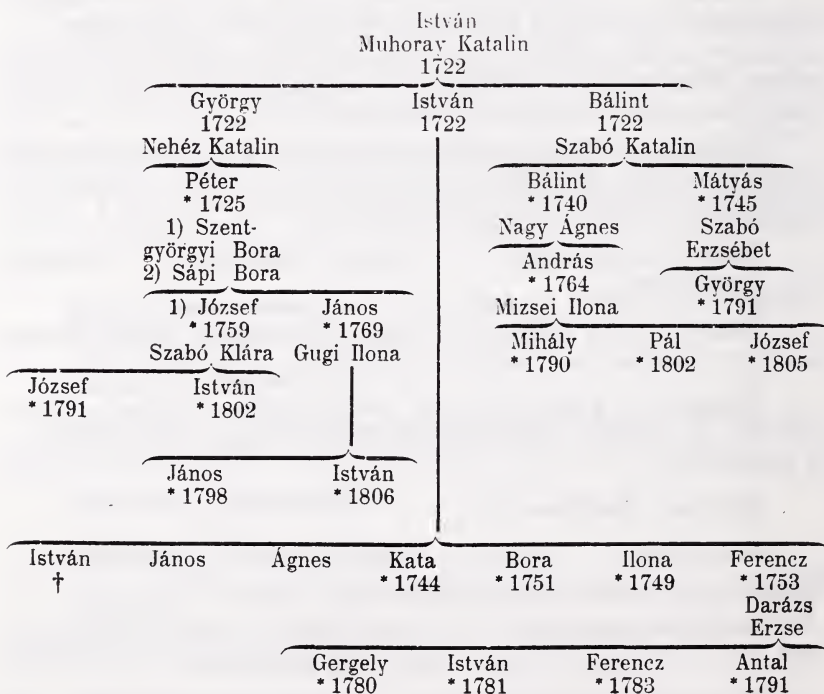 István
Muhoray Katalin
1722
György István Bálint
1722 1722 1722
Nehéz Katalin Szabó Katalin
Péter Bálint Mátyás
* 1725 * 1740 * 1745
1) Szent- Nagy Ágnes Szabó
györgyi Bora Erzsébet
2) Sápi Bora András György
* 1764 * 1791
1) József János Mizsei Ilona
* 1759 * 1769 Mihály Pál József
Szabó Klára Gugi Ilona * 1790 * 1802 * 1805
József István
* 1791 * 1802
János István
* 1798 * 1806
István János Ágnes Kata Bora Ilona Ferencz
† * 1744 * 1751 * 1749 * 1753
Darázs
Erzse
Gergely István Ferencz Antal
* 1780 * 1781 * 1783 * 1791